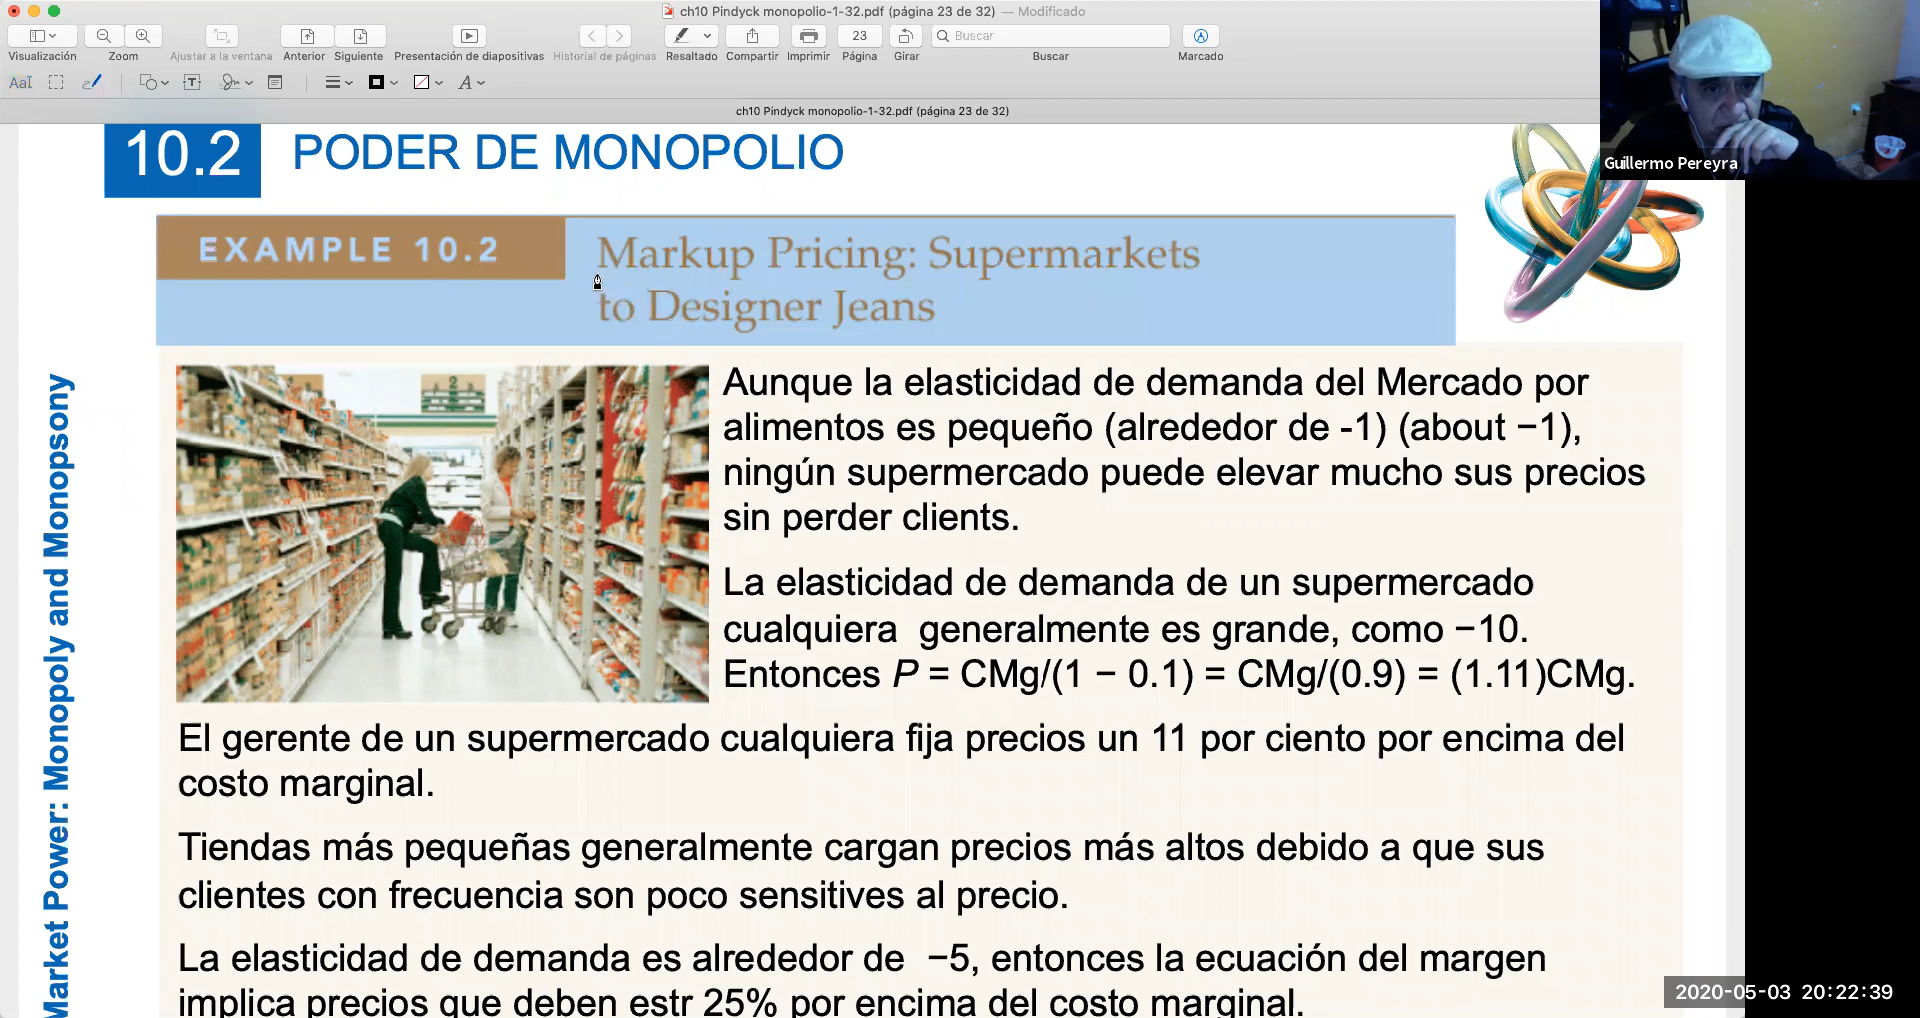 ch10 Pindyck monopolio-1-32.pdf (página 23 de 32) — Modificado
Visualización
Zoom
Ajustar a la ventana
Anterior
Siguiente
Presentación de diapositivas
Historial de páginas
Resaltado
Compartir
Imprimir
23
Página
Girar
Buscar
Buscar
Marcado
ch10 Pindyck monopolio-1-32.pdf (página 23 de 32)
Guillermo Pereyra
10.2
PODER DE MONOPOLIO
EXAMPLE 10.2
Markup Pricing: Supermarkets
to Designer Jeans
Market Power: Monopoly and Monopsony
Aunque la elasticidad de demanda del Mercado por
alimentos es pequeño (alrededor de -1) (about −1),
ningún supermercado puede elevar mucho sus precios
sin perder clients.
La elasticidad de demanda de un supermercado
cualquiera generalmente es grande, como −10.
Entonces P = CMg/(1 − 0.1) = CMg/(0.9) = (1.11)CMg.
El gerente de un supermercado cualquiera fija precios un 11 por ciento por encima del
costo marginal.
Tiendas más pequeñas generalmente cargan precios más altos debido a que sus
clientes con frecuencia son poco sensitives al precio.
La elasticidad de demanda es alrededor de −5, entonces la ecuación del margen
implica precios que deben estr 25% por encima del costo marginal.
2020-05-03 20:22:39